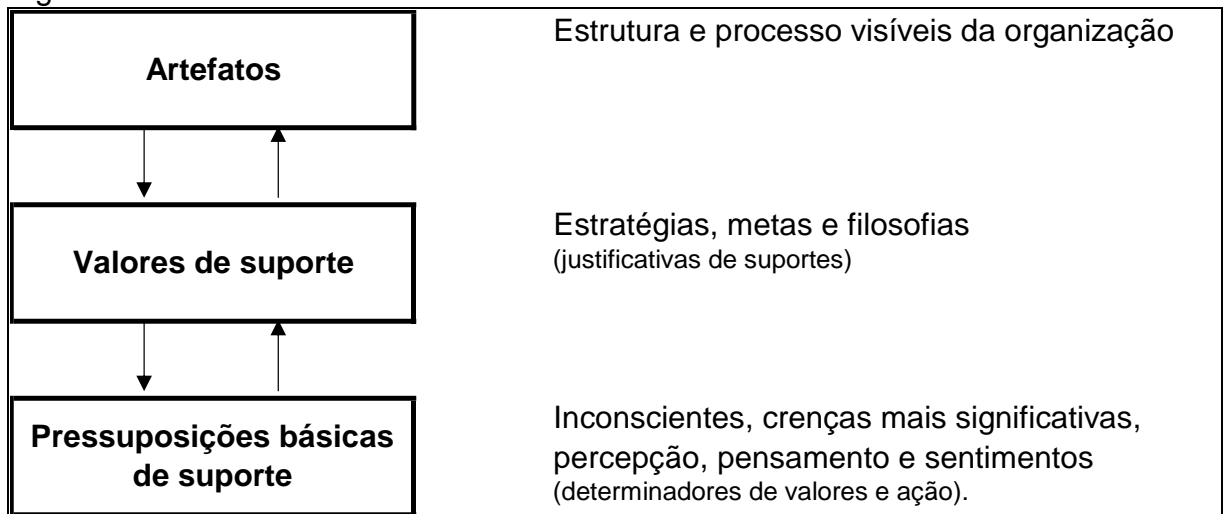 Artefatos
Estrutura e processo visíveis da organização
Valores de suporte
Estratégias, metas e filosofias
(justificativas de suportes)
Pressuposições básicas
de suporte
Inconscientes, crenças mais significativas,
percepção, pensamento e sentimentos
(determinadores de valores e ação).